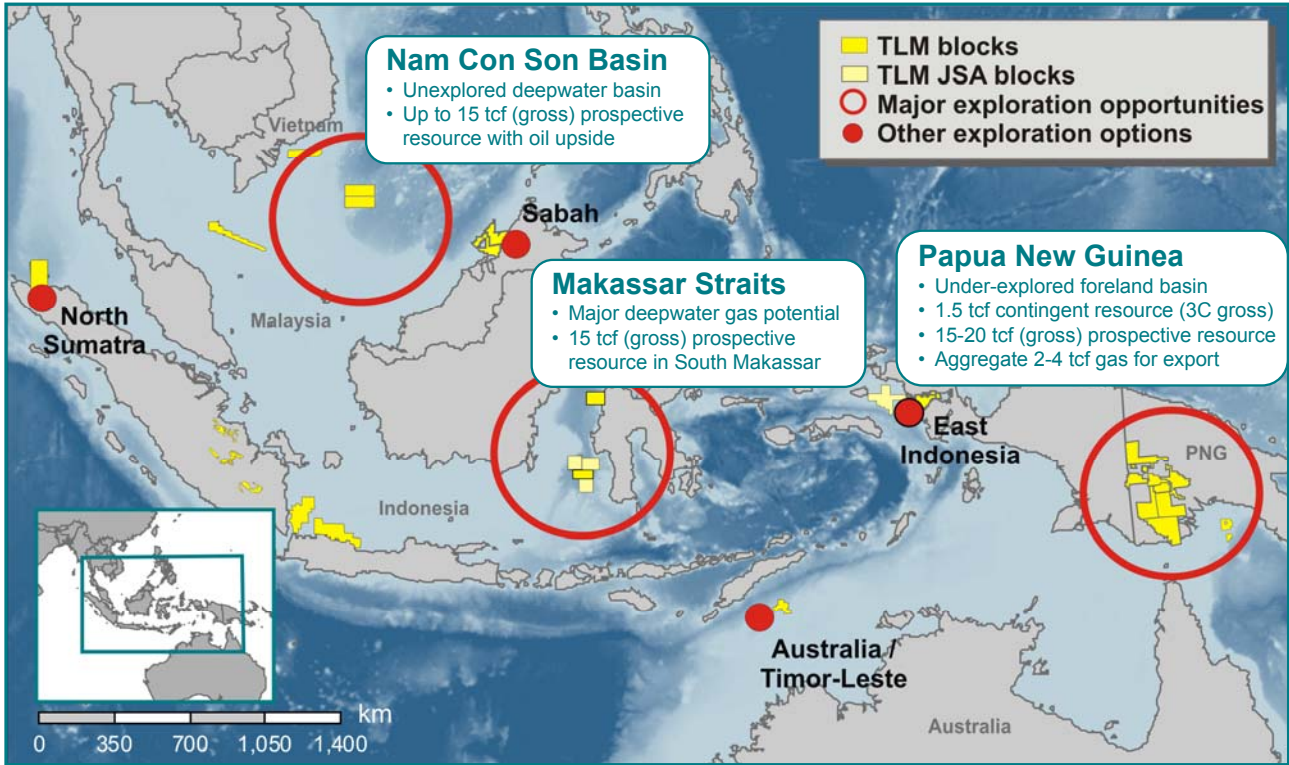 Nam Con Son Basin
• Unexplored deepwater basin
• Up to 15 tcf (gross) prospective
resource with oil upside
TLM blocks
TLM JSA blocks
Major exploration opportunities
Other exploration options
Vietnam
Sabah
Papua New Guinea
• Under-explored foreland basin
• 1.5 tcf contingent resource (3C gross)
• 15-20 tcf (gross) prospective resource
• Aggregate 2-4 tcf gas for export
Makassar Straits
• Major deepwater gas potential
• 15 tcf (gross) prospective
resource in South Makassar
North
Sumatra
Malaysia
East
Indonesia
PNG
Indonesia
Australia /
Timor-Leste
Australia
km
0 350 700 1,050 1,400